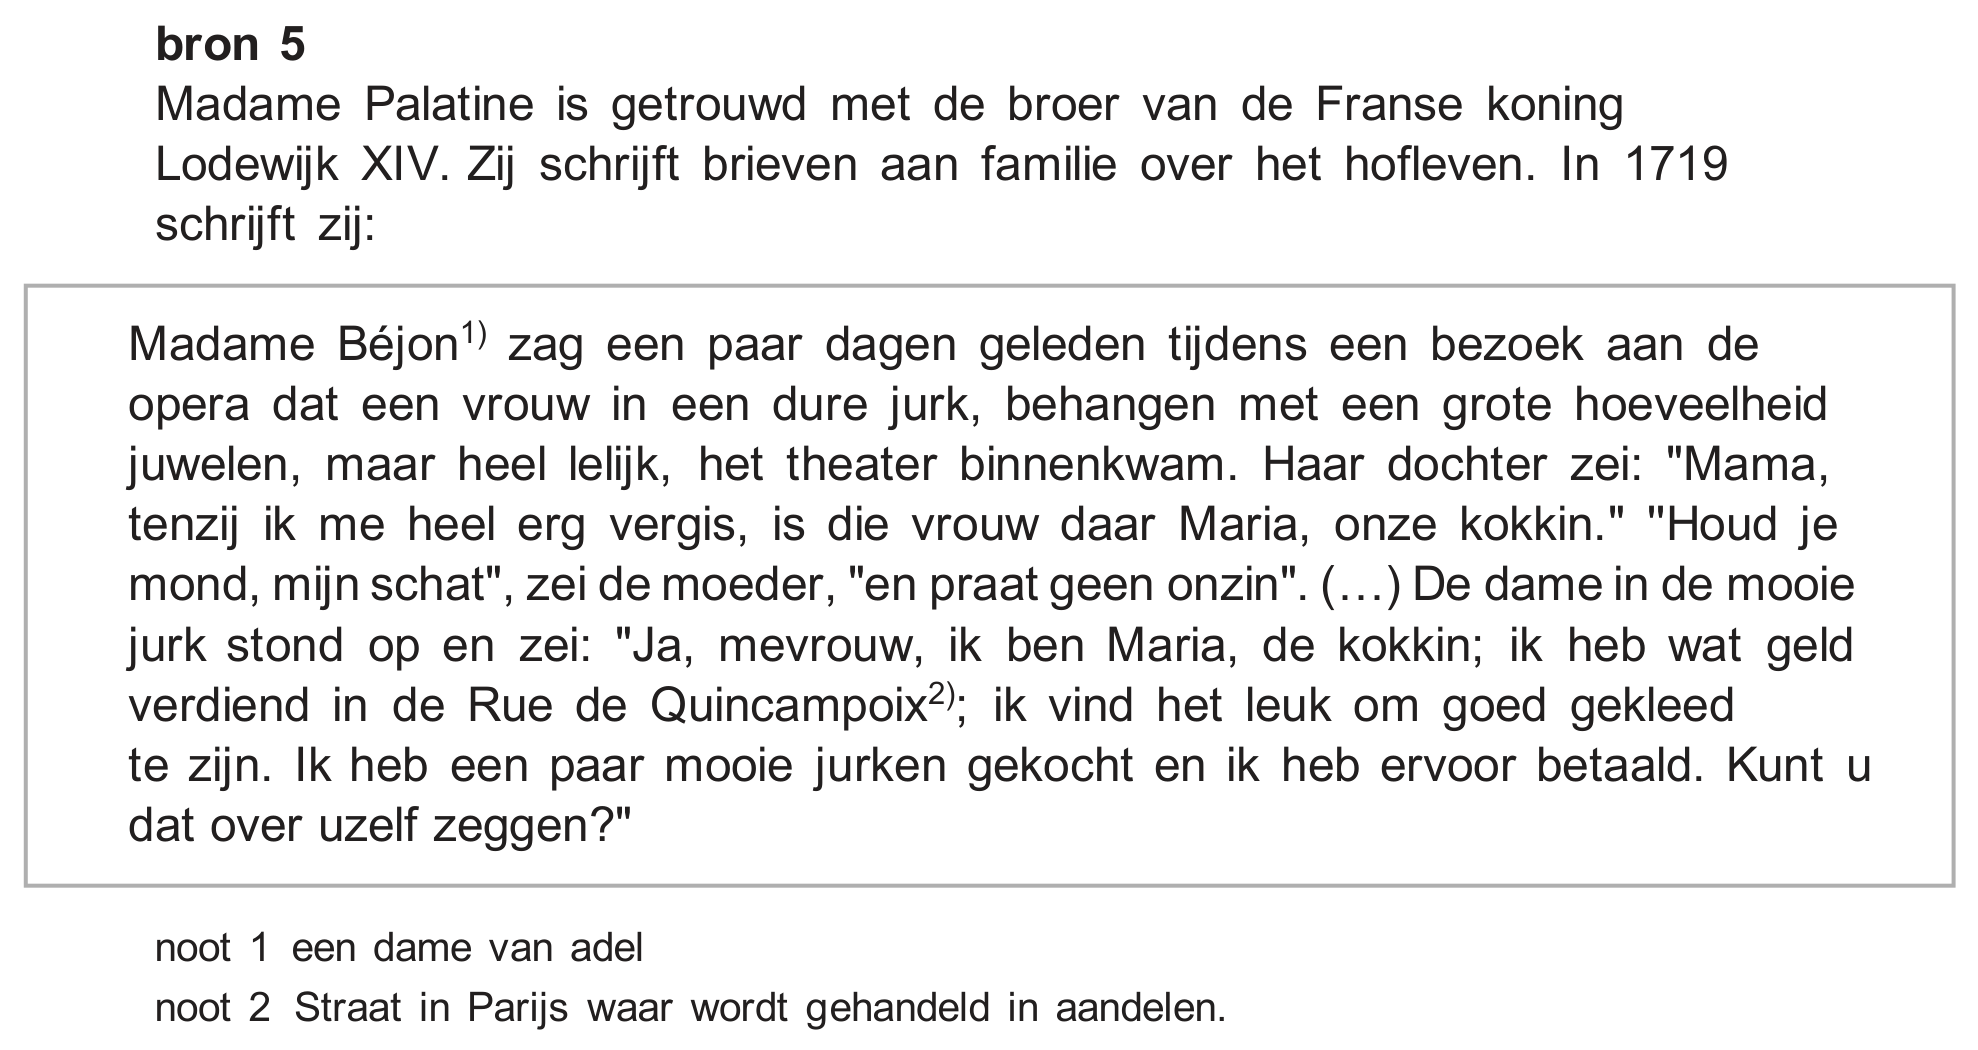 bron 5
Madame Palatine is getrouwd met de broer van de Franse koning
Lodewijk XIV. Zij schrijft brieven aan familie over het hofleven. In 1719
schrijft zij:
Madame Béjon1) zag een paar dagen geleden tijdens een bezoek aan de
opera dat een vrouw in een dure jurk, behangen met een grote hoeveelheid
juwelen, maar heel lelijk, het theater binnenkwam. Haar dochter zei: "Mama,
tenzij ik me heel erg vergis, is die vrouw daar Maria, onze kokkin." "Houd je
mond, mijn schat", zei de moeder, "en praat geen onzin". (…) De dame in de mooie
jurk stond op en zei: "Ja, mevrouw, ik ben Maria, de kokkin; ik heb wat geld
verdiend in de Rue de Quincampoix2); ik vind het leuk om goed gekleed
te zijn. Ik heb een paar mooie jurken gekocht en ik heb ervoor betaald. Kunt u
dat over uzelf zeggen?"
noot 1 een dame van adel
noot 2 Straat in Parijs waar wordt gehandeld in aandelen.